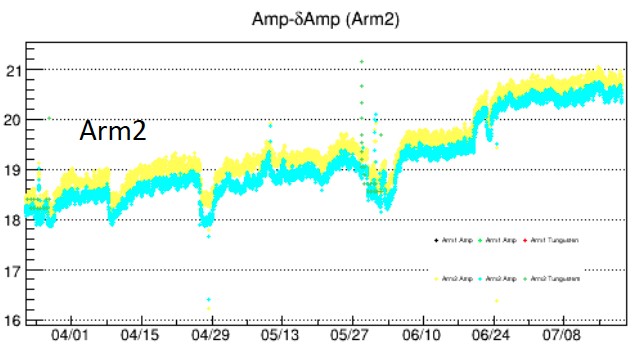 Amp-δAmp (Arm2)
21
20
Arm2
19
18
Arm1 Amp Arm1 Amp Arm1 Tungusten
17
Arm2 Amp Arm2 Amp Arm2 Tungustem
16
04/01 04/15 04/29 05/13 05/27 06/10 06/24 07/08